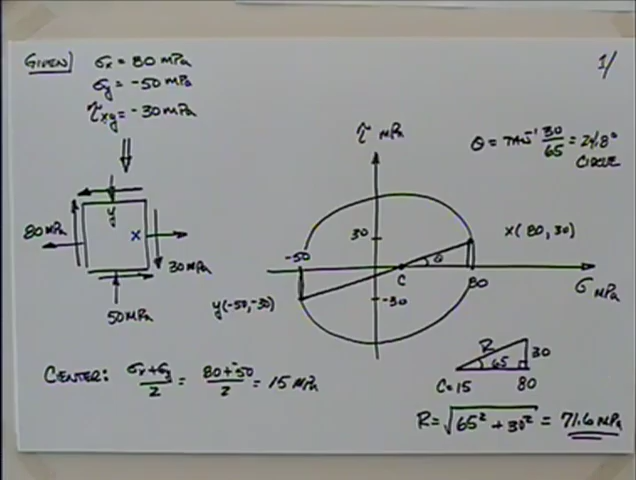 GIVEN) σx = 80 MPa
σy = -50 MPa
τxy = -30 MPa
1/
τ MPa
θ = TAN⁻¹ 30/65 = 24.8°
CIRCLE
80 MPa
y
x
30 MPa
50 MPa
-50
30
x(80, 30)
θ
C
80
σ MPa
y(-50,-30)
-30
CENTER: σx+σy/2 = 80+-50/2 = 15 MPa
R
30
65
C=15
80
R = √65² + 30² = 71.6 MPa